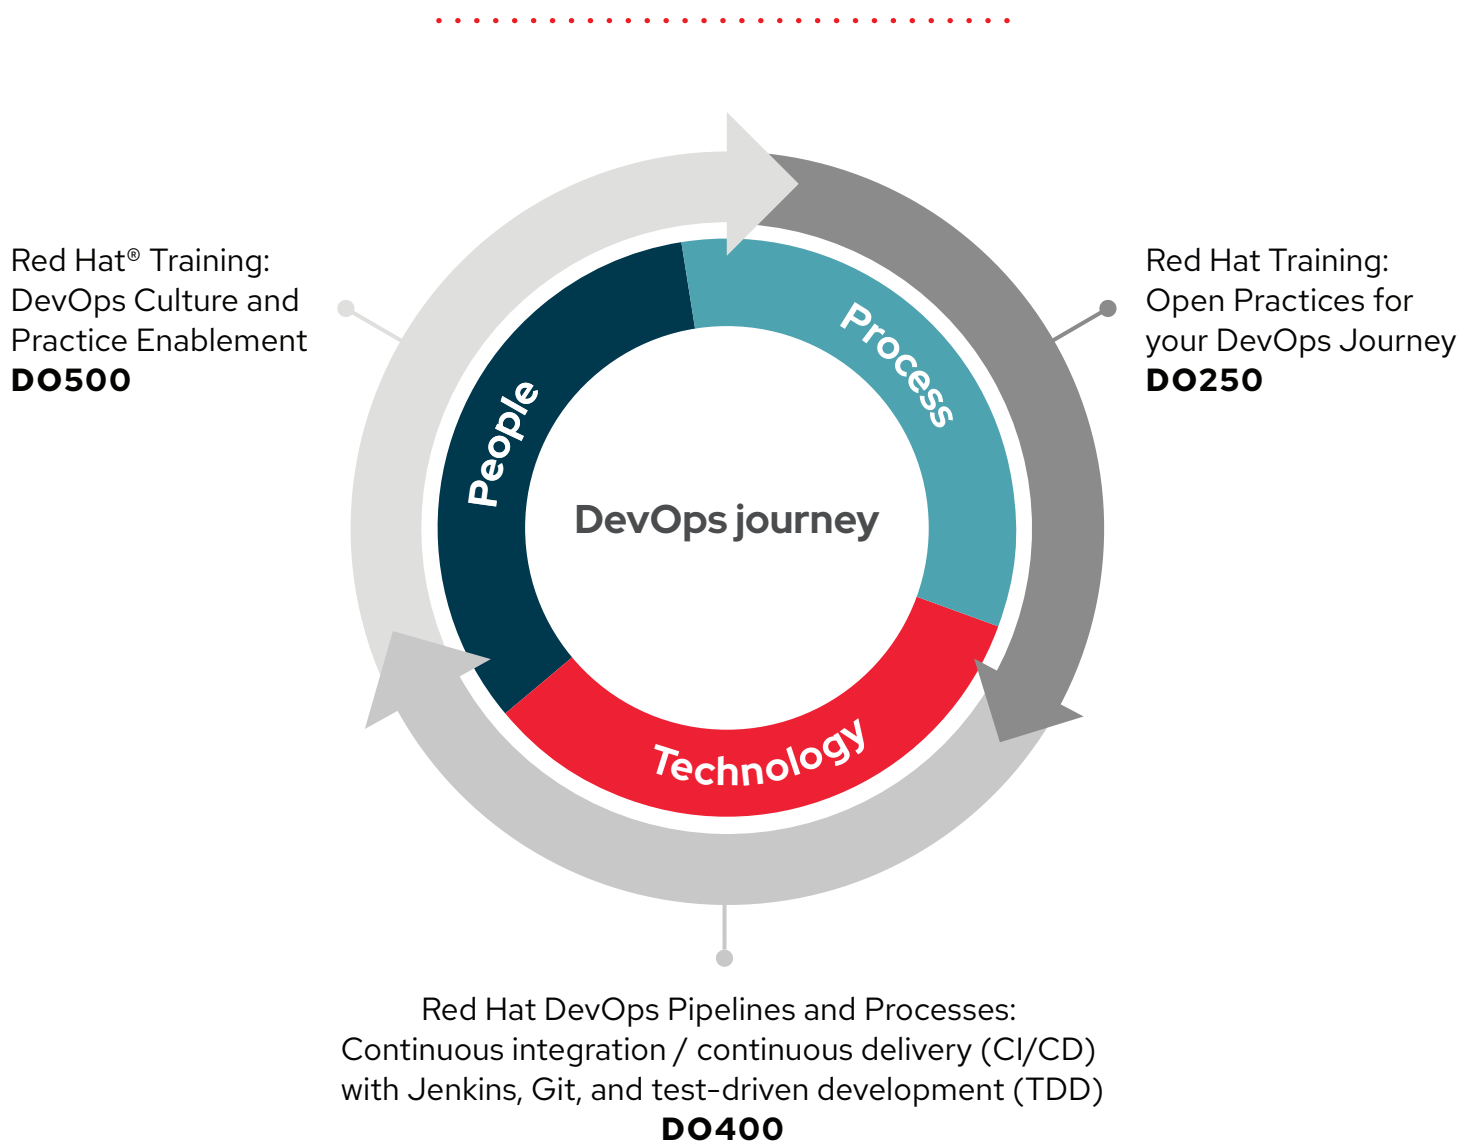 Red Hat® Training:
DevOps Culture and
Practice Enablement
DO500
Red Hat Training:
Open Practices for
your DevOps Journey
DO250
People
Process
Technology
DevOps journey
Red Hat DevOps Pipelines and Processes:
Continuous integration / continuous delivery (CI/CD)
with Jenkins, Git, and test-driven development (TDD)
DO400